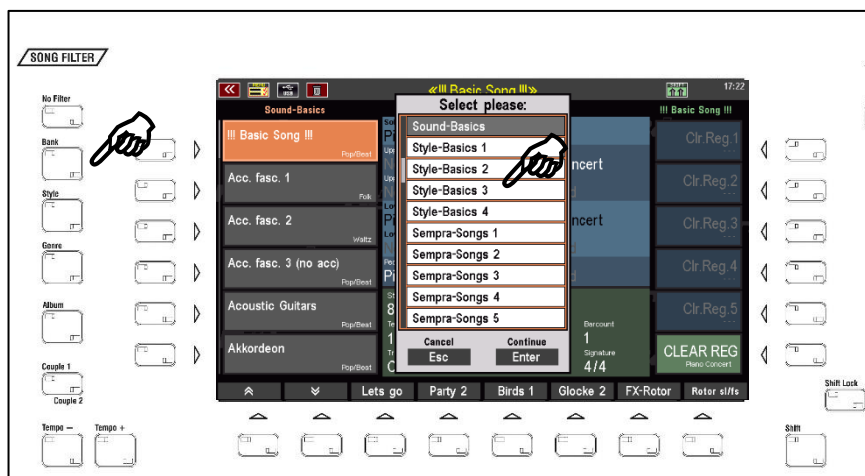 SONG FILTER
No Filter
Bank
Style
Genre
Album
Couple 1
Couple 2
Tempo –
Tempo +
Shift Lock
Shift
«!!! Basic Song !!!»
17:22
Sound-Basics
!!! Basic Song !!!
!!! Basic Song !!!
Pop/Beat
Acc. fasc. 1
Folk
Acc. fasc. 2
Waltz
Acc. fasc. 3 (no acc)
Pop/Beat
Acoustic Guitars
Pop/Beat
Akkordeon
Pop/Beat
Select please:
Sound-Basics
Style-Basics 1
Style-Basics 2
Style-Basics 3
Style-Basics 4
Sempra-Songs 1
Sempra-Songs 2
Sempra-Songs 3
Sempra-Songs 4
Sempra-Songs 5
Cancel
Esc
Continue
Enter
ncert
ncert
Barcount
1
Signature
4/4
Clr.Reg.1
Clr.Reg.2
Clr.Reg.3
Clr.Reg.4
Clr.Reg.5
CLEAR REG
Piano Concert
Lets go
Party 2
Birds 1
Glocke 2
FX-Rotor
Rotor sl/fs